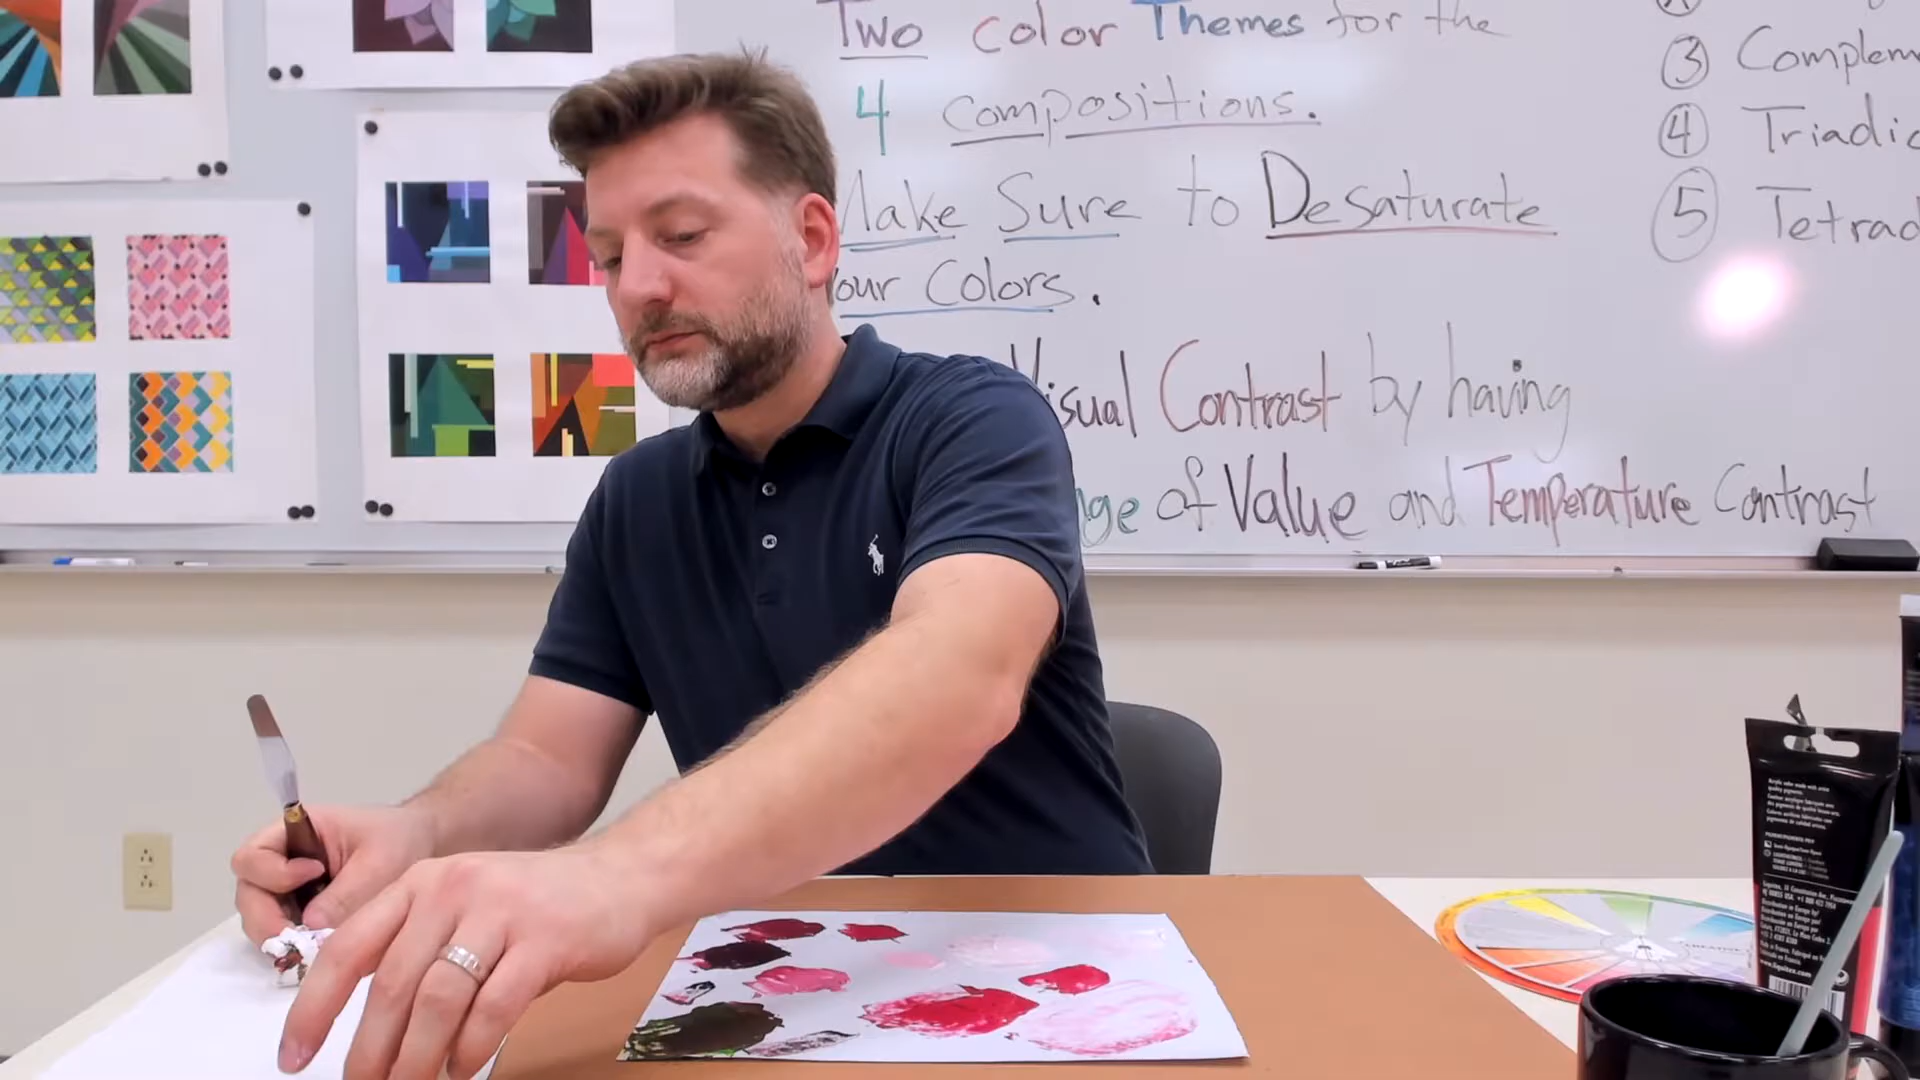 Two color Themes for the
4 compositions.
Make Sure to Desaturate
our Colors.
Visual Contrast by having
nge of Value and Temperature Contrast
③ Complem
④ Triadic
⑤ Tetrad